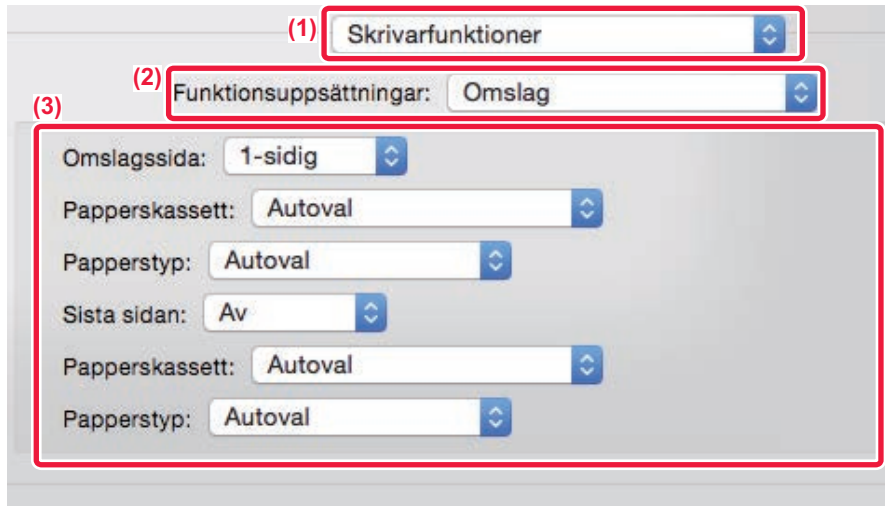 (1) Skrivarfunktioner
(2) Funktionsuppsättningar: Omslag
(3)
Omslagssida: 1-sidig
Papperskassett: Autoval
Papperstyp: Autoval
Sista sidan: Av
Papperskassett: Autoval
Papperstyp: Autoval